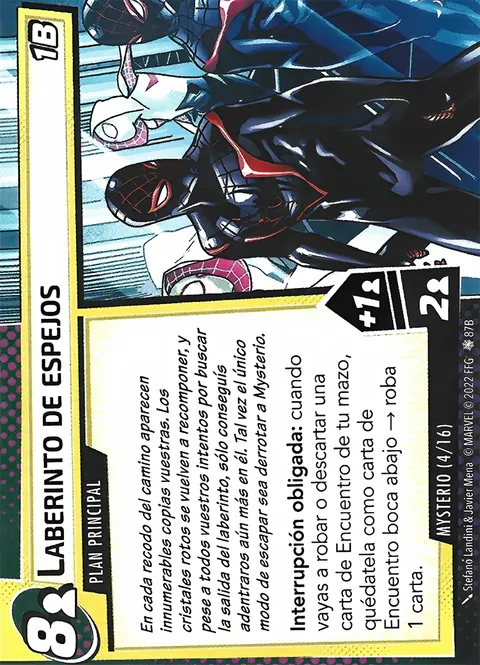 8
LABERINTO DE ESPEJOS
1B
PLAN PRINCIPAL
En cada recodo del camino aparecen
innumerables copias vuestras. Los
cristales rotos se vuelven a recomponer, y
pese a todos vuestros intentos por buscar
la salida del laberinto, sólo conseguís
adentraros aún más en él. Tal vez el único
modo de escapar sea derrotar a Mysterio.
Interrupción obligada: cuando
vayas a robar o descartar una
carta de Encuentro de tu mazo,
quédatela como carta de
Encuentro boca abajo → roba
1 carta.
+1
2
MYSTERIO (4/16)
Stefano Landini & Javier Mena © MARVEL © 2022 FFG 87B